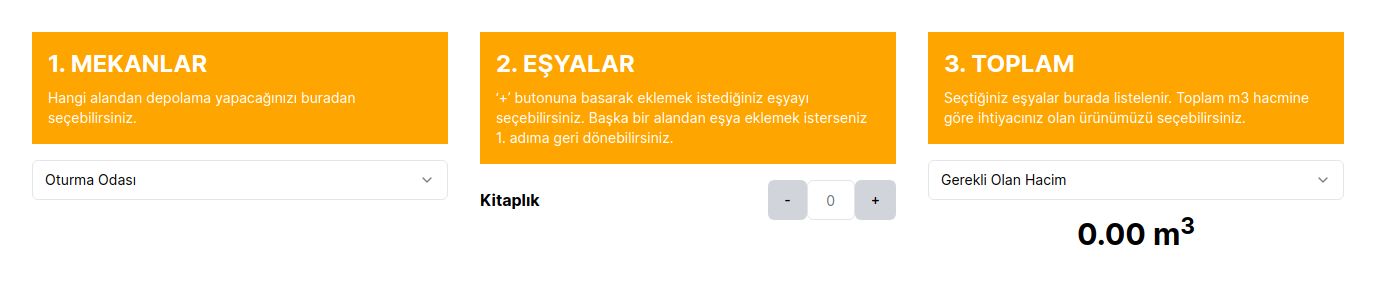 1. MEKANLAR
Hangi alandan depolama yapacağınızı buradan
seçebilirsiniz.
Oturma Odası
2. EŞYALAR
‘+’ butonuna basarak eklemek istediğiniz eşyayı
seçebilirsiniz. Başka bir alandan eşya eklemek isterseniz
1. adıma geri dönebilirsiniz.
Kitaplık
- 0 +
3. TOPLAM
Seçtiğiniz eşyalar burada listelenir. Toplam m3 hacmine
göre ihtiyacınız olan ürünümüzü seçebilirsiniz.
Gerekli Olan Hacim
0.00 m³